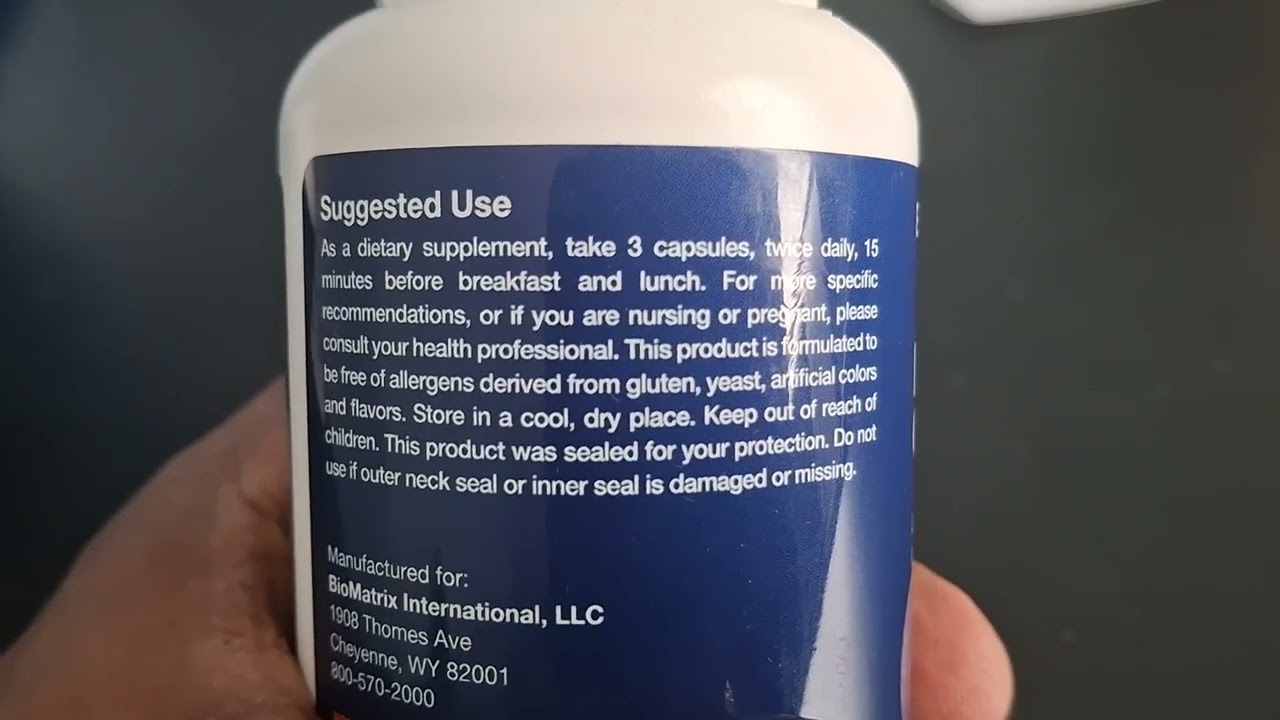 Suggested Use
As a dietary supplement, take 3 capsules, twice daily, 15
minutes before breakfast and lunch. For more specific
recommendations, or if you are nursing or pregnant, please
consult your health professional. This product is formulated to
be free of allergens derived from gluten, yeast, artificial colors
and flavors. Store in a cool, dry place. Keep out of reach of
children. This product was sealed for your protection. Do not
use if outer neck seal or inner seal is damaged or missing.
Manufactured for:
BioMatrix International, LLC
1908 Thomes Ave
Cheyenne, WY 82001
800-570-2000